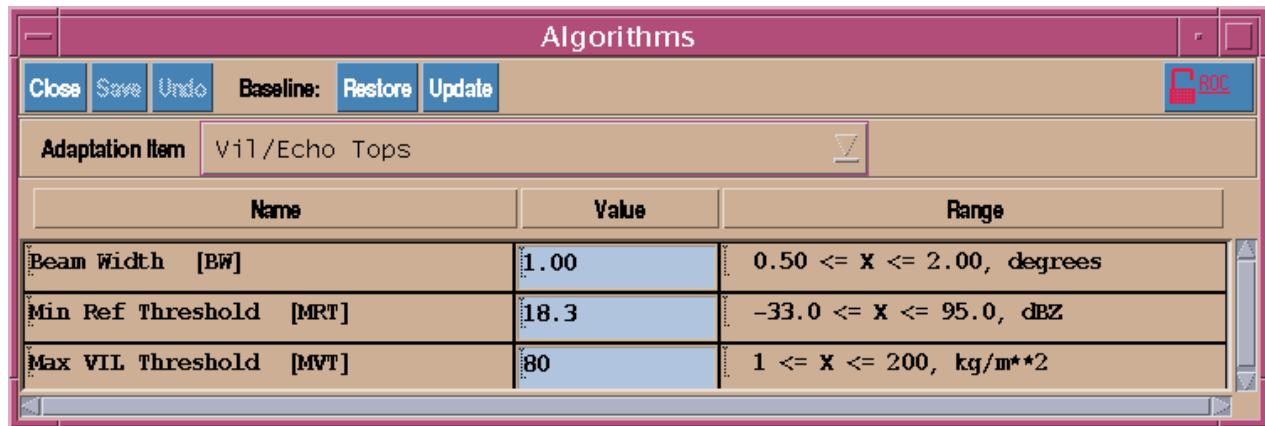 Algorithms
Close Save Undo Baseline: Restore Update ROC
Adaptation Item Vil/Echo Tops
Name Value Range
Beam Width [BW] 1.00 0.50 <= X <= 2.00, degrees
Min Ref Threshold [MRT] 18.3 -33.0 <= X <= 95.0, dBZ
Max VIL Threshold [MVT] 80 1 <= X <= 200, kg/m**2